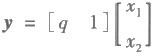 y = [ q 1 ] [ x₁ x₂ ]